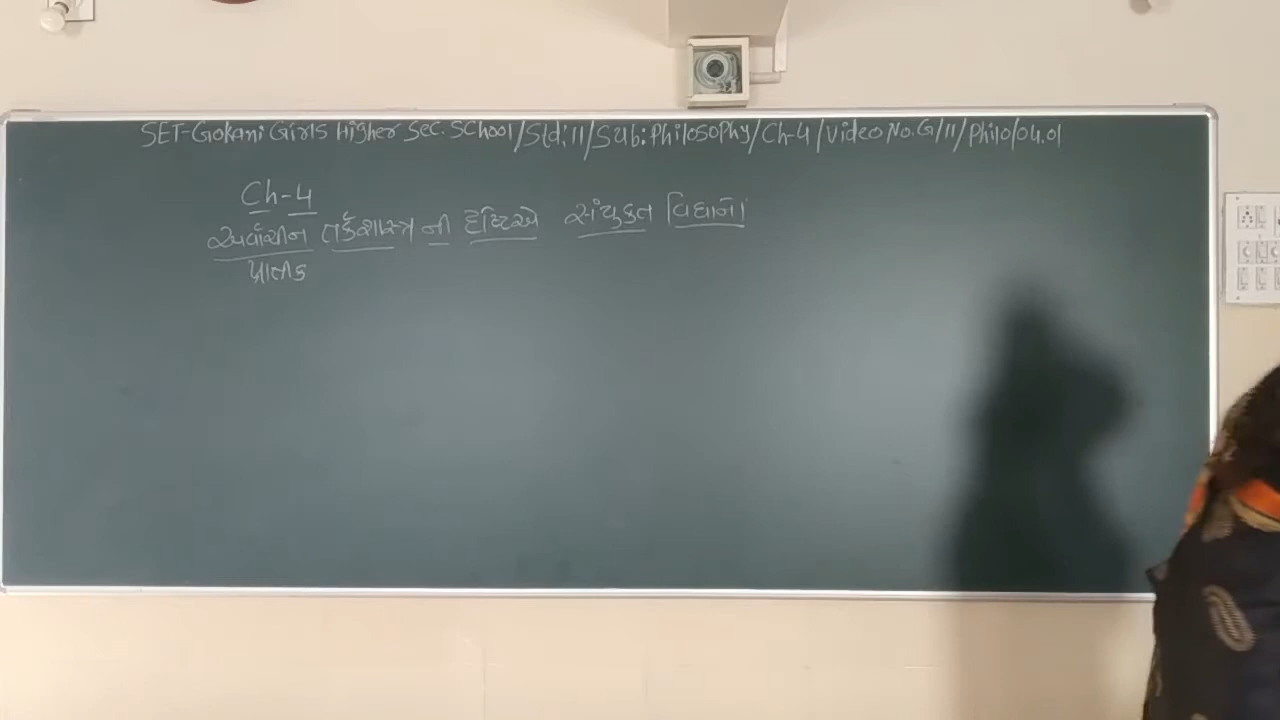 SET-Gokani Girls Higher Sec. School/Std:11/Sub:Philosophy/Ch-4/Video No.G/11/Philo/04.01
Ch-4
અર્વાચીન તર્કશાસ્ત્ર ની દૃષ્ટિએ સંયુક્ત વિધાનો